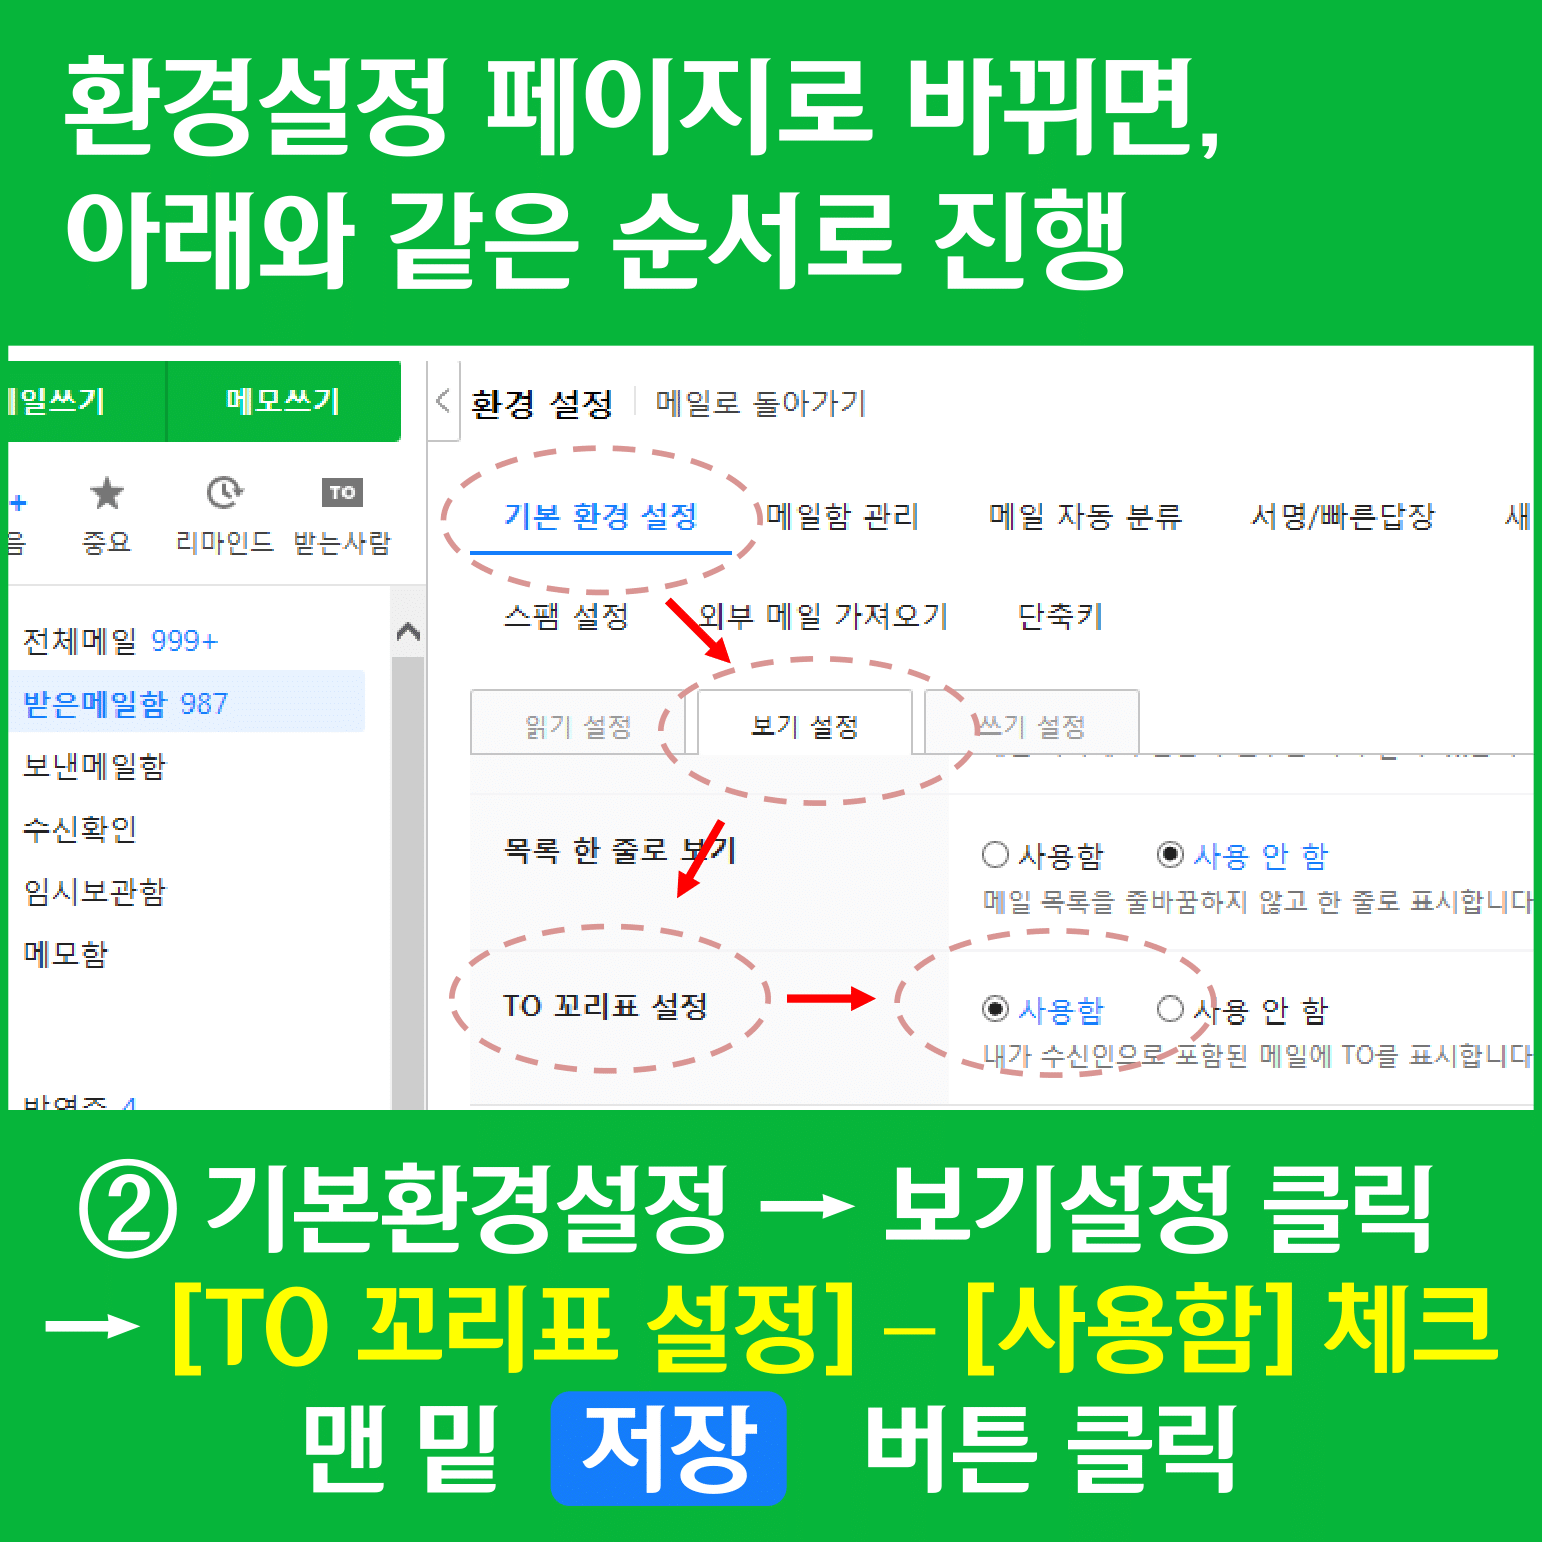 환경설정 페이지로 바뀌면,
아래와 같은 순서로 진행
메일쓰기
메모쓰기
환경 설정
메일로 돌아가기
중요
리마인드
TO
받는사람
기본 환경 설정
메일함 관리
메일 자동 분류
서명/빠른답장
새
스팸 설정
외부 메일 가져오기
단축키
전체메일 999+
받은메일함 987
보낸메일함
수신확인
임시보관함
메모함
읽기 설정
보기 설정
쓰기 설정
목록 한 줄로 보기
사용함
사용 안 함
메일 목록을 줄바꿈하지 않고 한 줄로 표시합니다
TO 꼬리표 설정
사용함
사용 안 함
내가 수신인으로 포함된 메일에 TO를 표시합니다
② 기본환경설정 → 보기설정 클릭
→ [TO 꼬리표 설정] – [사용함] 체크
맨 밑 저장 버튼 클릭